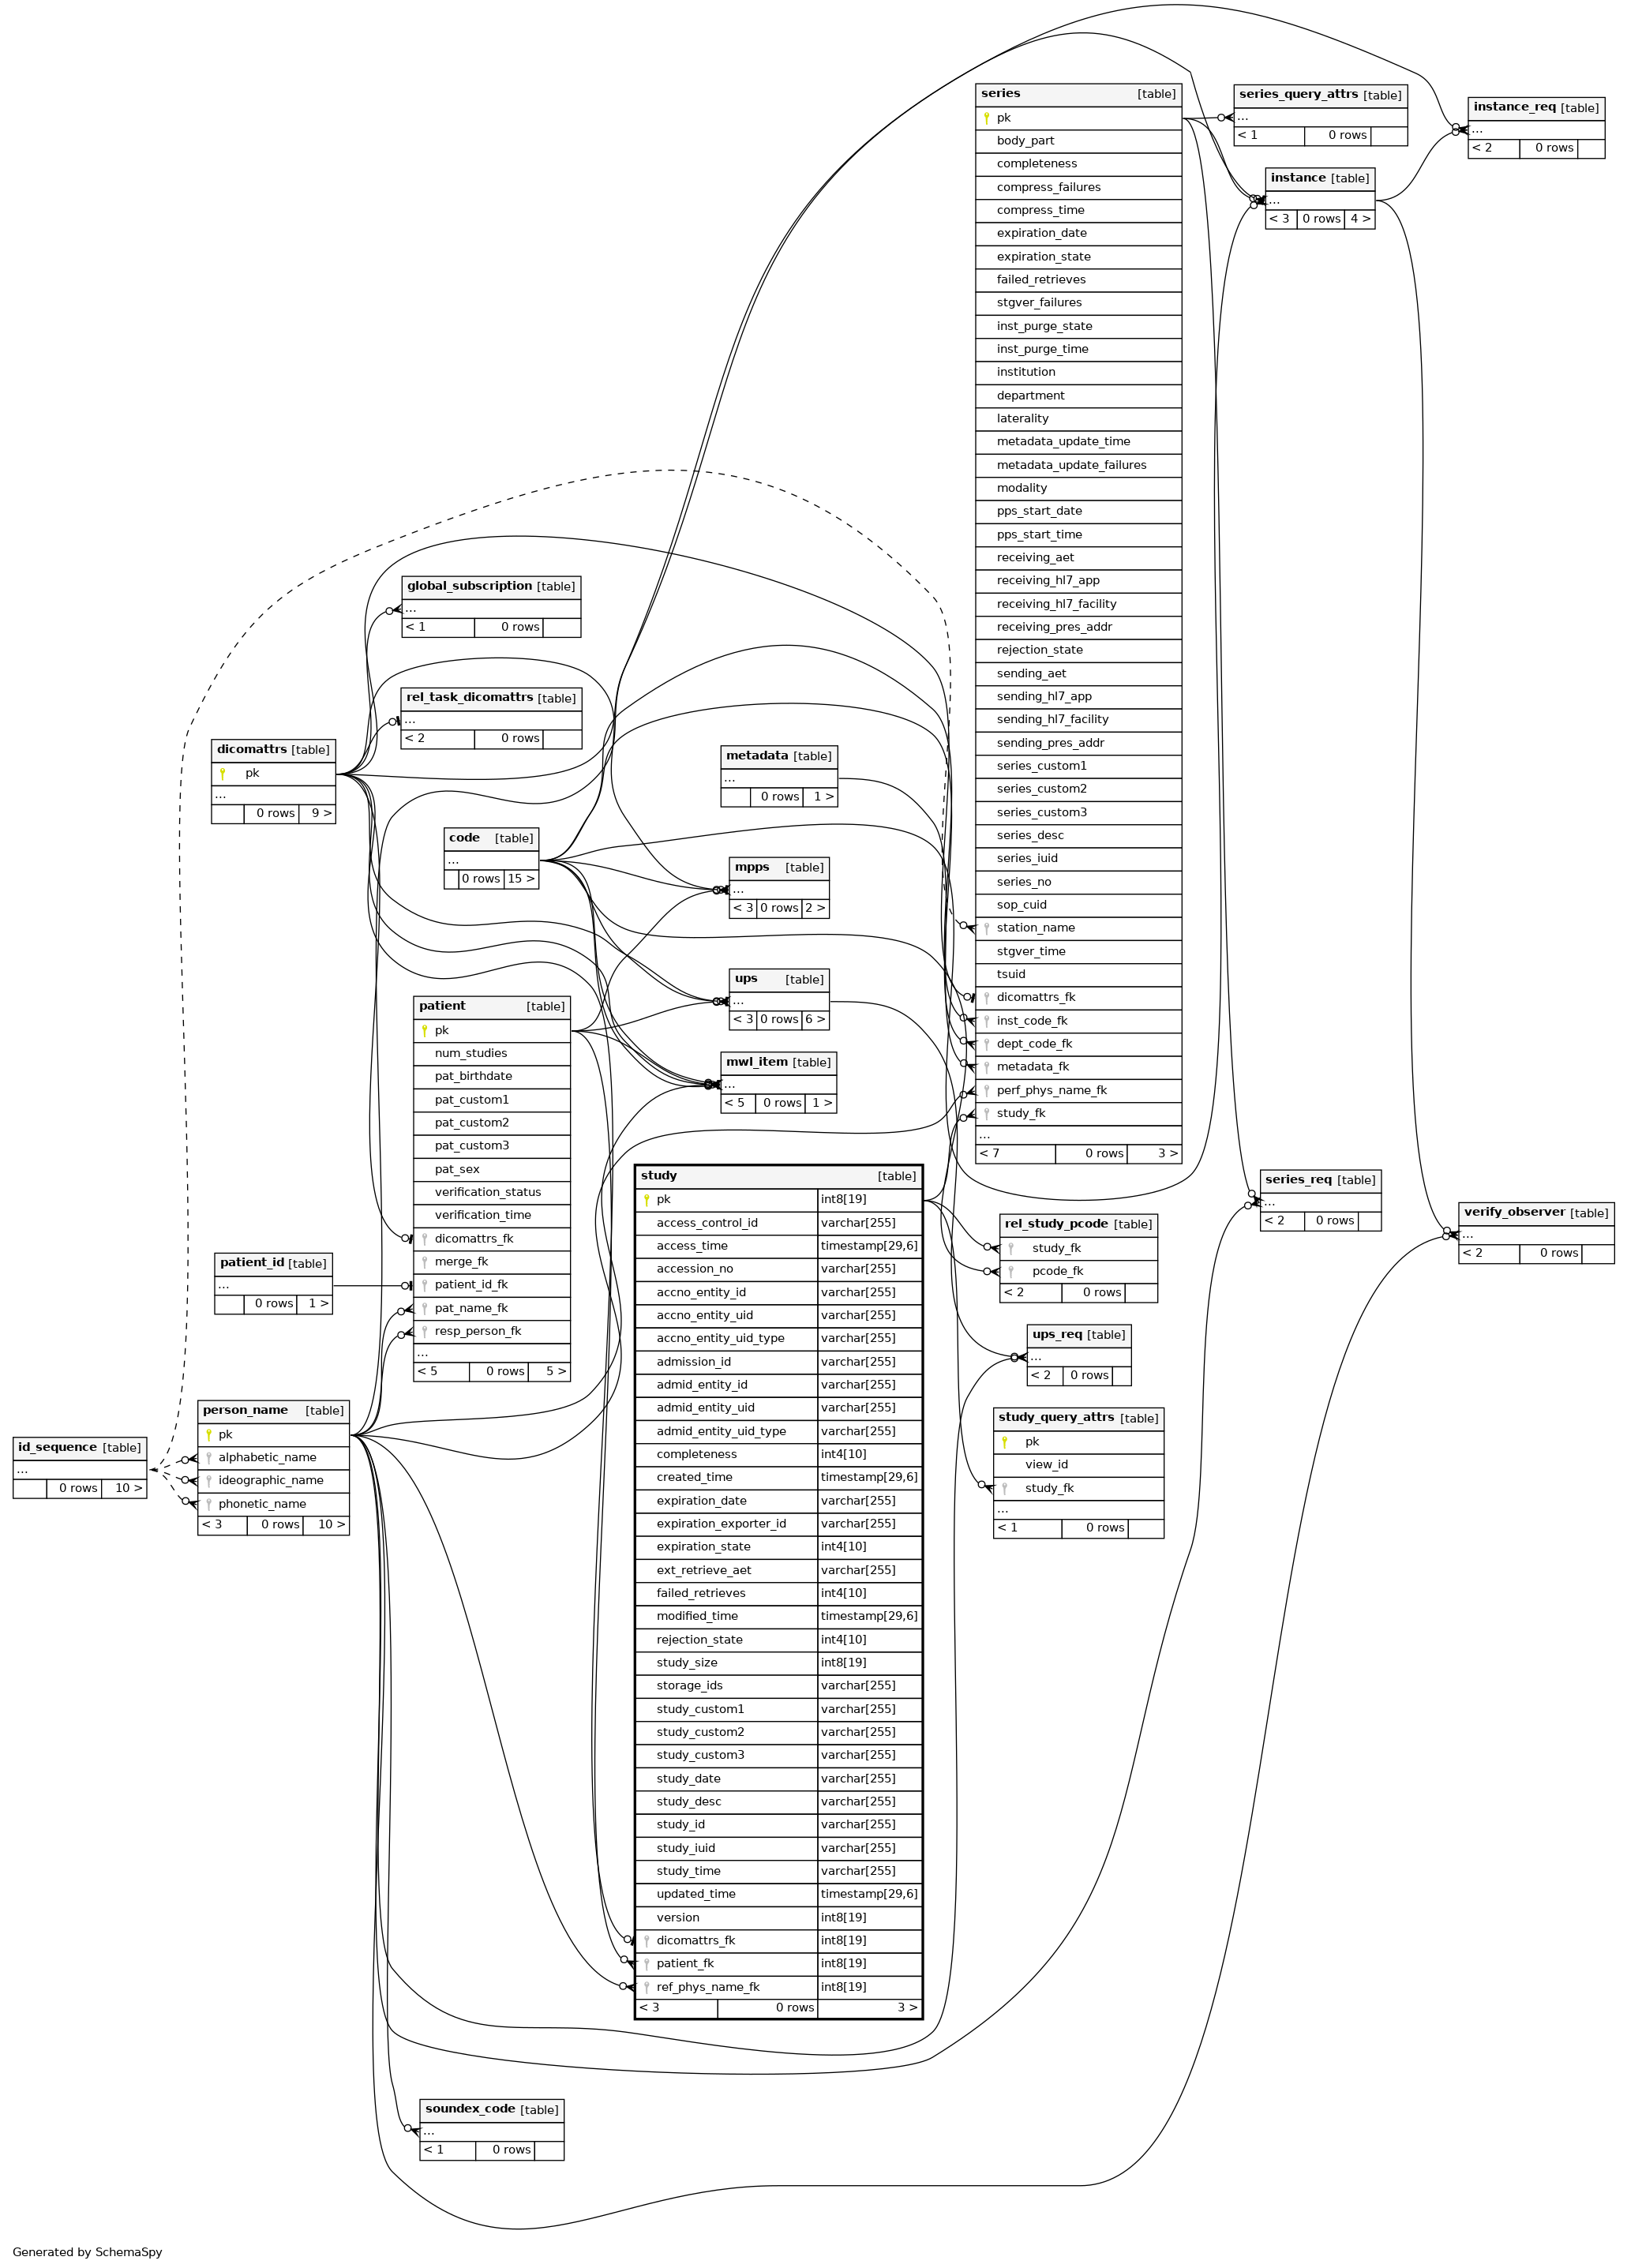 series [table]
pk
body_part
completeness
compress_failures
compress_time
expiration_date
expiration_state
failed_retrieves
stgver_failures
inst_purge_state
inst_purge_time
institution
department
laterality
metadata_update_time
metadata_update_failures
modality
pps_start_date
pps_start_time
receiving_aet
receiving_hl7_app
receiving_hl7_facility
receiving_pres_addr
rejection_state
sending_aet
sending_hl7_app
sending_hl7_facility
sending_pres_addr
series_custom1
series_custom2
series_custom3
series_desc
series_iuid
series_no
sop_cuid
station_name
stgver_time
tsuid
dicomattrs_fk
inst_code_fk
dept_code_fk
metadata_fk
perf_phys_name_fk
study_fk
...
< 7 0 rows 3 >
series_query_attrs [table]
...
< 1 0 rows
instance_req [table]
...
< 2 0 rows
instance [table]
...
< 3 0 rows 4 >
global_subscription [table]
...
< 1 0 rows
rel_task_dicomattrs [table]
...
< 2 0 rows
dicomattrs [table]
pk
...
0 rows 9 >
metadata [table]
...
0 rows 1 >
code [table]
...
0 rows 15 >
mpps [table]
...
< 3 0 rows 2 >
ups [table]
...
< 3 0 rows 6 >
mwl_item [table]
...
< 5 0 rows 1 >
patient [table]
pk
num_studies
pat_birthdate
pat_custom1
pat_custom2
pat_custom3
pat_sex
verification_status
verification_time
dicomattrs_fk
merge_fk
patient_id_fk
pat_name_fk
resp_person_fk
...
< 5 0 rows 5 >
patient_id [table]
...
0 rows 1 >
person_name [table]
pk
alphabetic_name
ideographic_name
phonetic_name
< 3 0 rows 10 >
id_sequence [table]
...
0 rows 10 >
study [table]
pk int8[19]
access_control_id varchar[255]
access_time timestamp[29,6]
accession_no varchar[255]
accno_entity_id varchar[255]
accno_entity_uid varchar[255]
accno_entity_uid_type varchar[255]
admission_id varchar[255]
admid_entity_id varchar[255]
admid_entity_uid varchar[255]
admid_entity_uid_type varchar[255]
completeness int4[10]
created_time timestamp[29,6]
expiration_date varchar[255]
expiration_exporter_id varchar[255]
expiration_state int4[10]
ext_retrieve_aet varchar[255]
failed_retrieves int4[10]
modified_time timestamp[29,6]
rejection_state int4[10]
study_size int8[19]
storage_ids varchar[255]
study_custom1 varchar[255]
study_custom2 varchar[255]
study_custom3 varchar[255]
study_date varchar[255]
study_desc varchar[255]
study_id varchar[255]
study_iuid varchar[255]
study_time varchar[255]
updated_time timestamp[29,6]
version int8[19]
dicomattrs_fk int8[19]
patient_fk int8[19]
ref_phys_name_fk int8[19]
< 3 0 rows 3 >
series_req [table]
...
< 2 0 rows
verify_observer [table]
...
< 2 0 rows
rel_study_pcode [table]
study_fk
pcode_fk
< 2 0 rows
ups_req [table]
...
< 2 0 rows
study_query_attrs [table]
pk
view_id
study_fk
...
< 1 0 rows
soundex_code [table]
...
< 1 0 rows
Generated by SchemaSpy